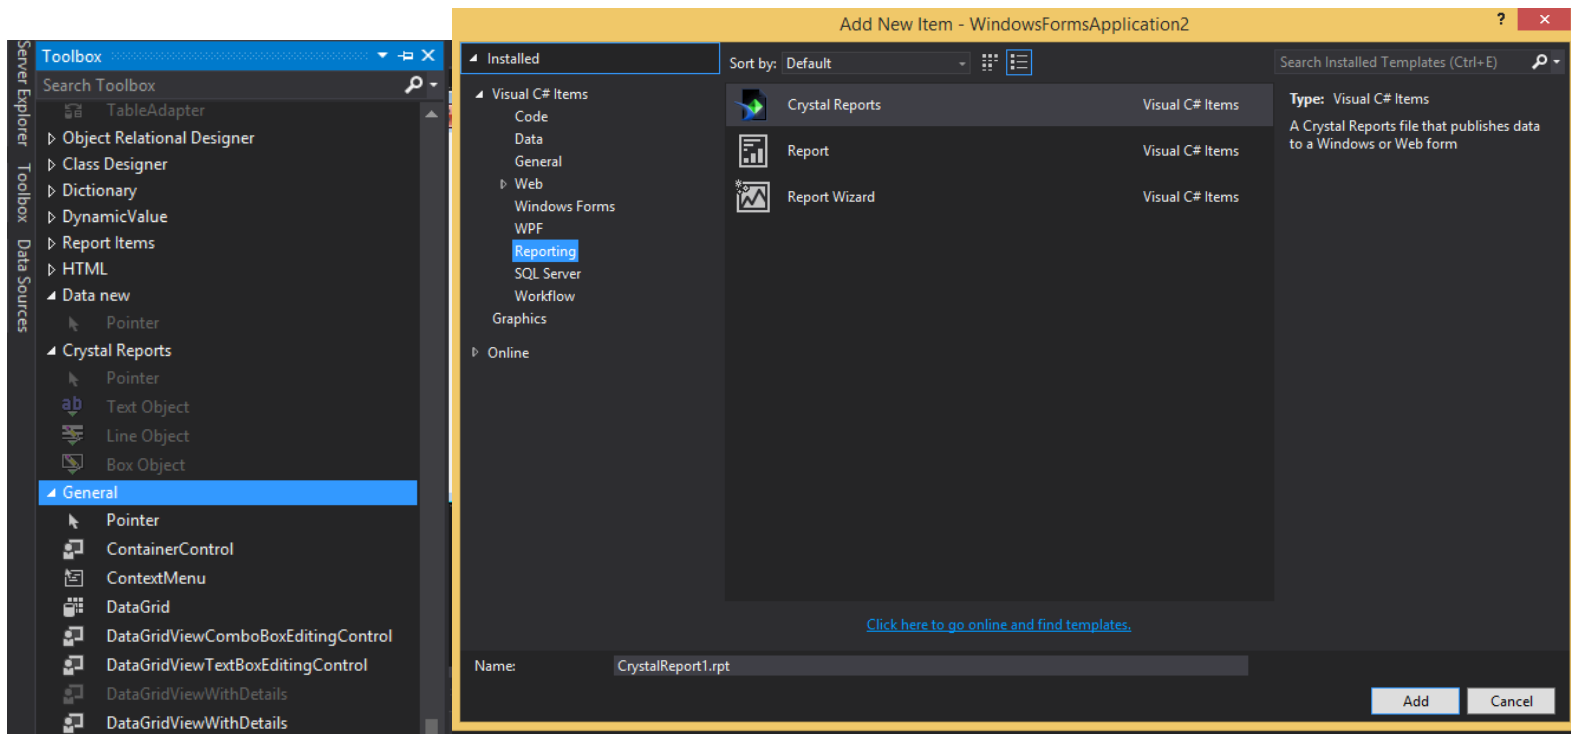 Server Explorer
Toolbox
Data Sources
Toolbox
Search Toolbox
TableAdapter
Object Relational Designer
Class Designer
Dictionary
DynamicValue
Report Items
HTML
Data new
Pointer
Crystal Reports
Pointer
Text Object
Line Object
Box Object
General
Pointer
ContainerControl
ContextMenu
DataGrid
DataGridViewComboBoxEditingControl
DataGridViewTextBoxEditingControl
DataGridViewWithDetails
DataGridViewWithDetails
Add New Item - WindowsFormsApplication2
Installed
Visual C# Items
Code
Data
General
Web
Windows Forms
WPF
Reporting
SQL Server
Workflow
Graphics
Online
Sort by: Default
Crystal Reports Visual C# Items
Report Visual C# Items
Report Wizard Visual C# Items
Click here to go online and find templates.
Search Installed Templates (Ctrl+E)
Type: Visual C# Items
A Crystal Reports file that publishes data
to a Windows or Web form
Name: CrystalReport1.rpt
Add Cancel